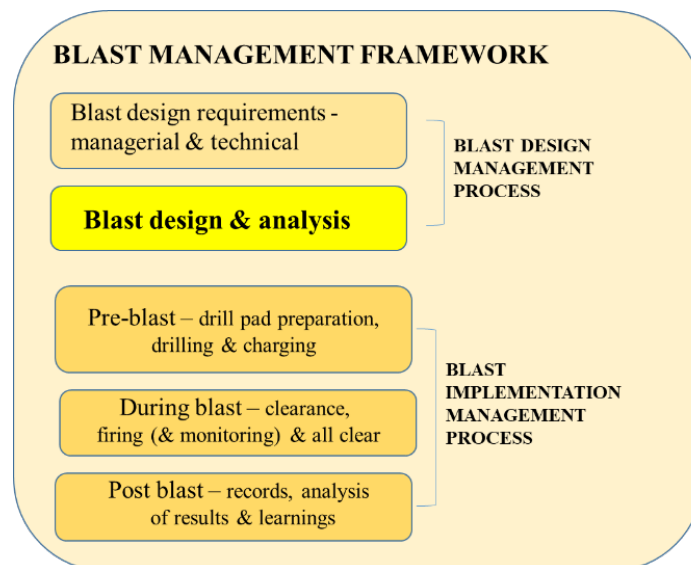 BLAST MANAGEMENT FRAMEWORK
Blast design requirements -
managerial & technical
BLAST DESIGN
MANAGEMENT
PROCESS
Blast design & analysis
Pre-blast – drill pad preparation,
drilling & charging
BLAST
IMPLEMENTATION
MANAGEMENT
PROCESS
During blast – clearance,
firing (& monitoring) & all clear
Post blast – records, analysis
of results & learnings